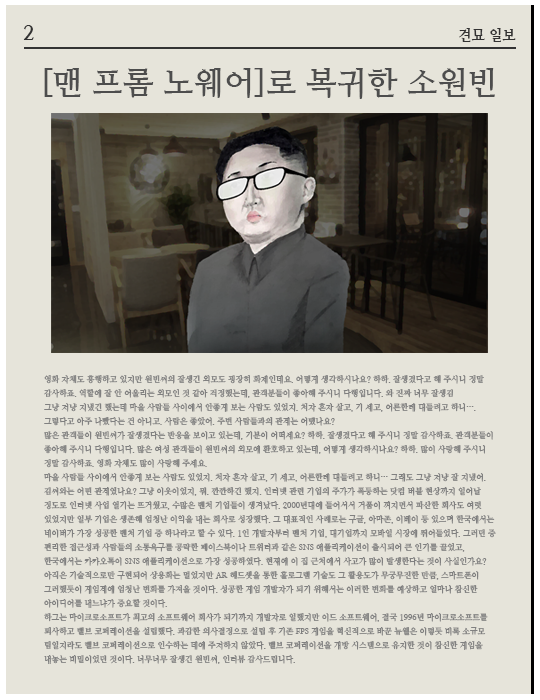 2
견묘 일보
[맨 프롬 노웨어]로 복귀한 소원빈
영화 자체도 흥행하고 있지만 원빈씨의 잘생긴 외모도 굉장히 화제인데요. 어떻게 생각하시나요? 하하. 잘생겼다고 해 주시니 정말
감사하죠. 역할에 잘 안 어울리는 외모인 것 같아 걱정했는데, 관객분들이 좋아해 주시니 다행입니다. 와 진짜 너무 잘생김
그냥 저냥 지냈긴 했는데 마을 사람들 사이에서 안좋게 보는 사람도 있었지. 처자 혼자 살고, 기 세고, 어른한테 대들려고 하니….
그렇다고 아주 나빴다는 건 아니고. 사람은 좋았어. 주변 사람들과의 관계는 어땠나요?
많은 관객들이 원빈씨가 잘생겼다는 반응을 보이고 있는데, 기분이 어떠세요? 하하. 잘생겼다고 해 주시니 정말 감사하죠. 관객분들이
좋아해 주시니 다행입니다. 많은 여성 관객들이 원빈씨의 외모에 환호하고 있는데, 어떻게 생각하시나요? 하하. 많이 사랑해 주시니
정말 감사하죠. 영화 자체도 많이 사랑해 주세요.
마을 사람들 사이에서 안좋게 보는 사람도 있었지. 처자 혼자 살고, 기 세고, 어른한테 대들려고 하니… 그래도 그냥 저냥 잘 지냈어.
김씨와는 어떤 관계였나요? 그냥 이웃이었지, 뭐. 깐깐하긴 했지. 인터넷 관련 기업의 주가가 폭등하는 닷컴 버블 현상까지 일어날
정도로 인터넷 사업 열기는 뜨거웠고, 수많은 벤처 기업들이 생겨났다. 2000년대에 들어서서 거품이 꺼지면서 파산한 회사도 여럿
있었지만 일부 기업은 생존해 엄청난 이익을 내는 회사로 성장했다. 그 대표적인 사례로는 구글, 아마존, 이베이 등 있으며 한국에서는
네이버가 가장 성공한 벤처 기업 중 하나라고 할 수 있다. 1인 개발자부터 벤처 기업, 대기업까지 모바일 시장에 뛰어들었다. 그러던 중
편리한 접근성과 사람들의 소통욕구를 공략한 페이스북이나 트위터과 같은 SNS 애플리케이션이 출시되어 큰 인기를 끌었고,
한국에서는 카카오톡이 SNS 애플리케이션으로 가장 성공하였다. 현재에 이 집 근처에서 사고가 많이 발생한다는 것이 사실인가요?
아직은 기술적으로만 구현되어 상용화는 멀었지만 AR 헤드셋을 통한 홀로그램 기술도 그 활용도가 무궁무진한 만큼, 스마트폰이
그러했듯이 게임계에 엄청난 변화를 가져올 것이다. 성공한 게임 개발자가 되기 위해서는 이러한 변화를 예상하고 얼마나 참신한
아이디어를 내느냐가 중요할 것이다.
하그는 마이크로소프트가 최고의 소프트웨어 회사가 되기까지 개발자로 일했지만 이드 소프트웨어, 결국 1996년 마이크로소프트를
퇴사하고 밸브 코퍼레이션을 설립했다. 과감한 의사결정으로 설립 후 기존 FPS 게임을 혁신적으로 바꾼 뉴웰은 이렇듯 비록 소규모
팀일지라도 밸브 코퍼레이션으로 인수하는 데에 주저하지 않았다. 밸브 코퍼레이션을 개방 시스템으로 유지한 것이 참신한 게임을
내놓는 비밀이었던 것이다. 너무너무 잘생긴 원빈씨, 인터뷰 감사드립니다.